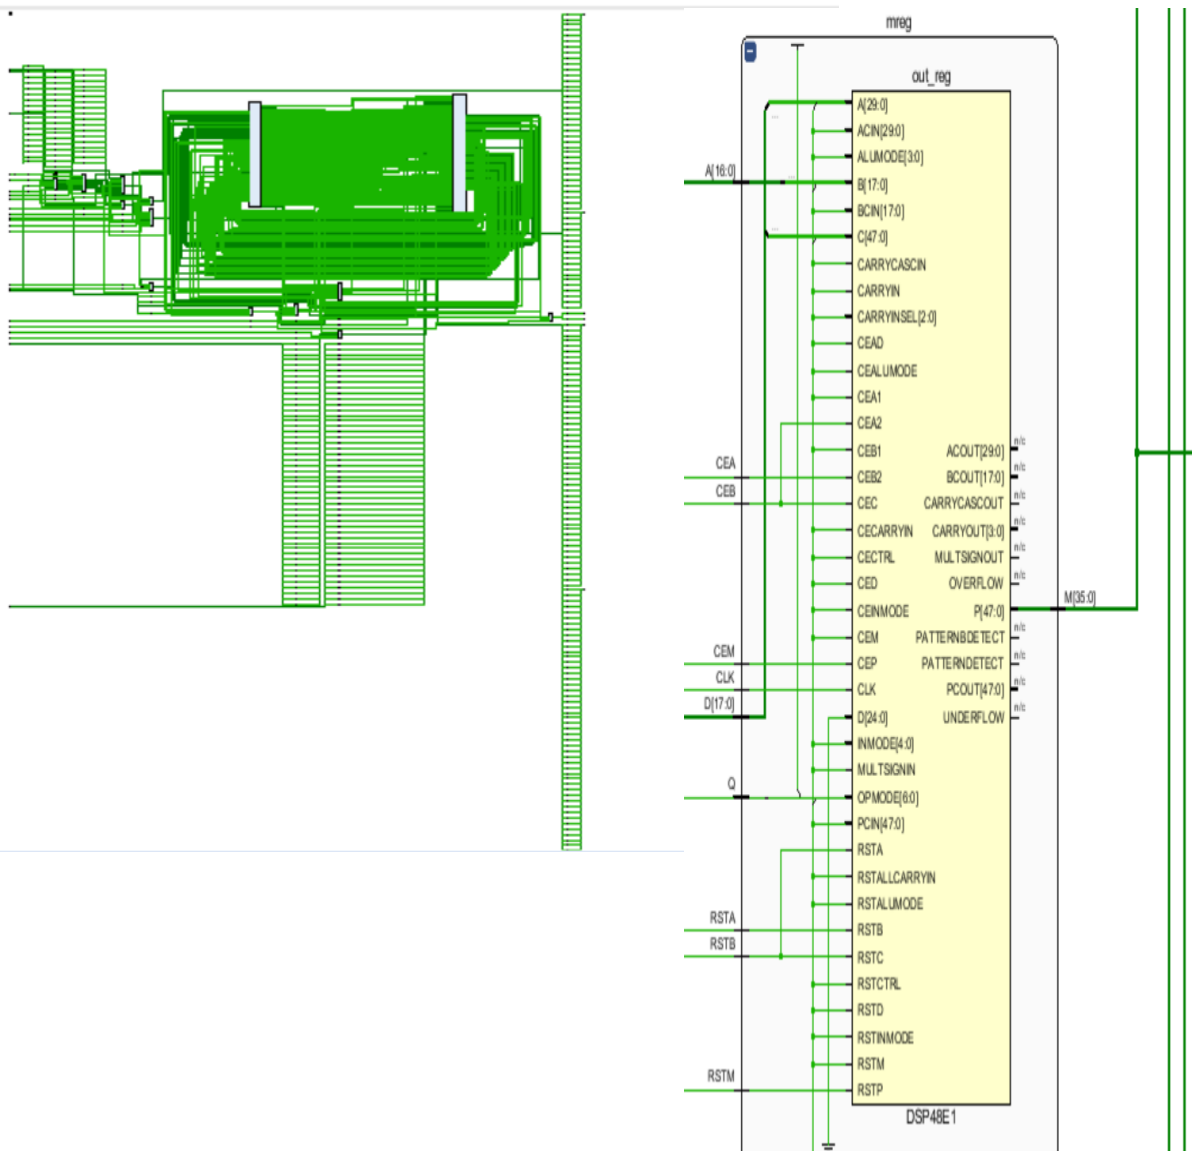 mreg
out_reg
A[29:0]
ACIN[29:0]
ALUMODE[3:0]
A[16:0]
B[17:0]
BCIN[17:0]
C[47:0]
CARRYCASCIN
CARRYIN
CARRYINSEL[2:0]
CEAD
CEALUMODE
CEA1
CEA2
n/c
CEB1 ACOUT[29:0]
n/c
CEA CEB2 BCOUT[17:0]
n/c
CEB CEC CARRYCASCOUT
n/c
CECARRYIN CARRYOUT[3:0]
n/c
CECTRL MULTSIGNOUT
n/c
CED OVERFLOW
CEINMODE P[47:0] M[35:0]
n/c
CEM PATTERNBDETECT
n/c
CEM CEP PATTERNDETECT
n/c
CLK CLK PCOUT[47:0]
n/c
D[17:0] D[24:0] UNDERFLOW
INMODE[4:0]
MULTSIGNIN
Q OPMODE[6:0]
PCIN[47:0]
RSTA
RSTALLCARRYIN
RSTALUMODE
RSTA RSTB
RSTB RSTC
RSTCTRL
RSTD
RSTINMODE
RSTM
RSTM RSTP
DSP48E1